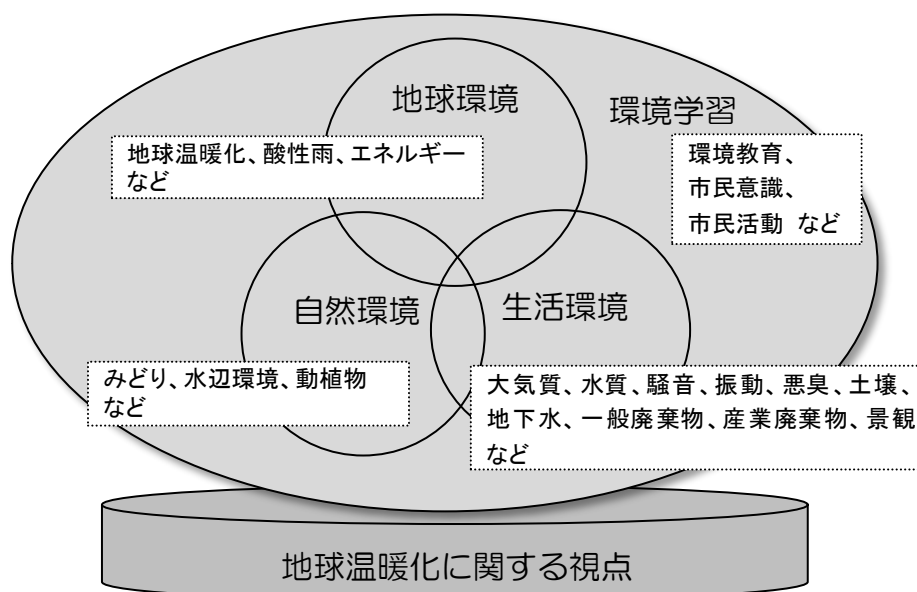 地球環境
環境学習
地球温暖化、酸性雨、エネルギー
など
環境教育、
市民意識、
市民活動 など
自然環境
生活環境
みどり、水辺環境、動植物
など
大気質、水質、騒音、振動、悪臭、土壌、
地下水、一般廃棄物、産業廃棄物、景観
など
地球温暖化に関する視点